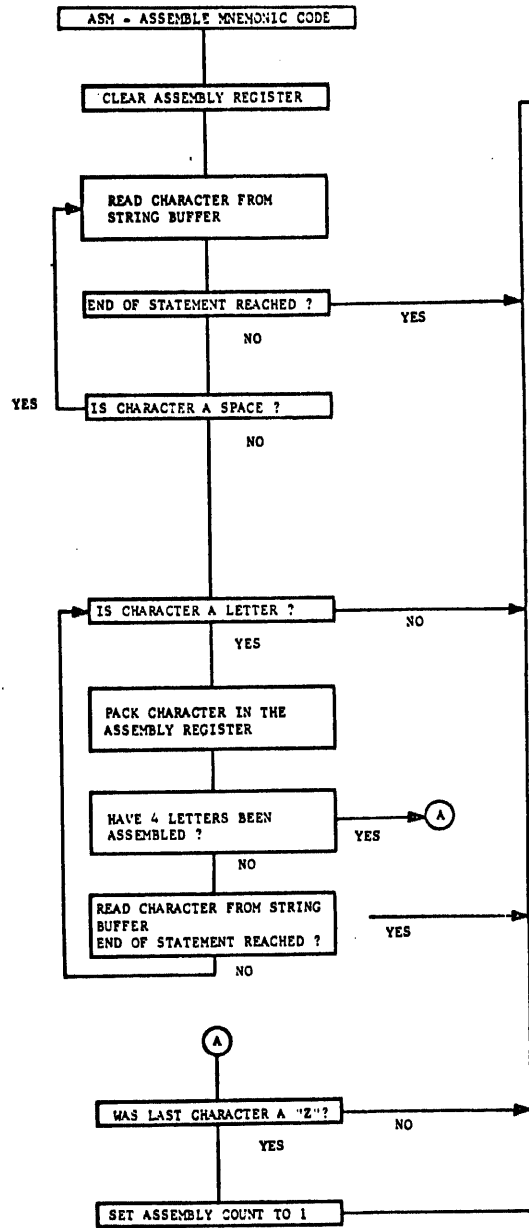 ASM - ASSEMBLE MNEMONIC CODE
CLEAR ASSEMBLY REGISTER
READ CHARACTER FROM
STRING BUFFER
END OF STATEMENT REACHED ?
YES
NO
YES
IS CHARACTER A SPACE ?
NO
IS CHARACTER A LETTER ?
NO
YES
PACK CHARACTER IN THE
ASSEMBLY REGISTER
HAVE 4 LETTERS BEEN
ASSEMBLED ?
YES
A
NO
READ CHARACTER FROM STRING
BUFFER
END OF STATEMENT REACHED ?
YES
NO
A
WAS LAST CHARACTER A "Z"?
NO
YES
SET ASSEMBLY COUNT TO 1